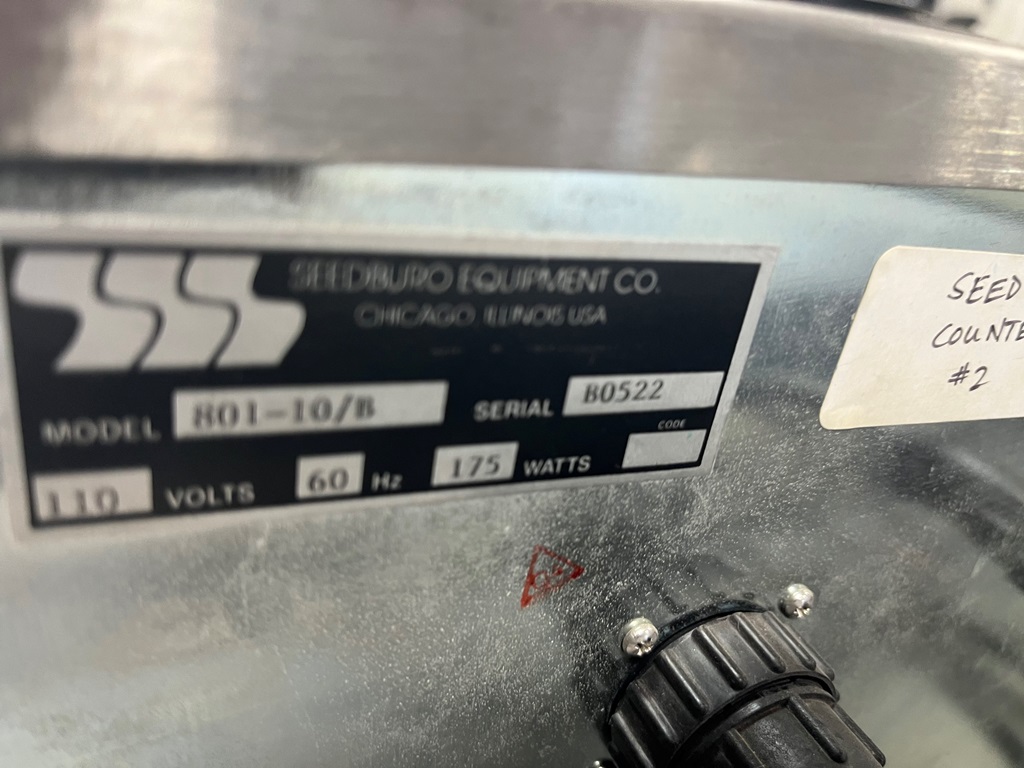 SEEDBURO EQUIPMENT CO.
CHICAGO, ILLINOIS USA
MODEL 801-10/B SERIAL B0522
CODE
110 VOLTS 60 Hz 175 WATTS
SEED
COUNTE
#2